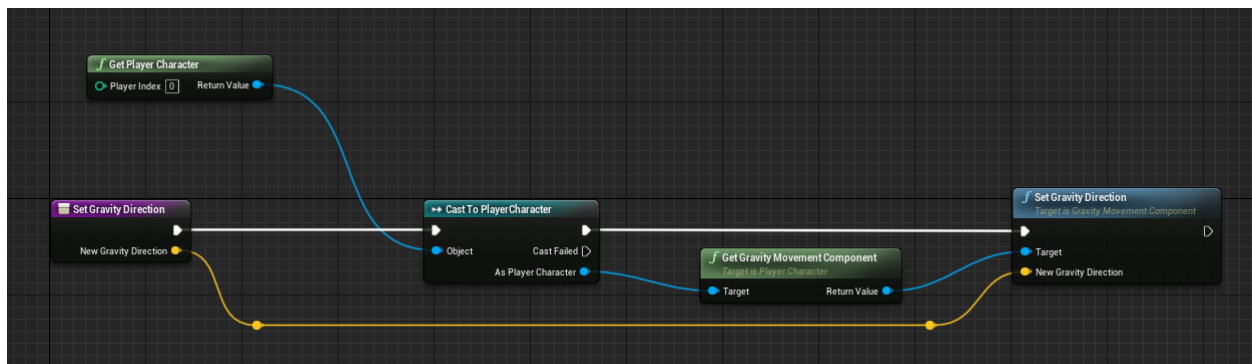 Get Player Character
Player Index 0 Return Value
Set Gravity Direction
New Gravity Direction
Cast To PlayerCharacter
Object Cast Failed
As Player Character
Get Gravity Movement Component
Target is Player Character
Target Return Value
Set Gravity Direction
Target is Gravity Movement Component
Target
New Gravity Direction